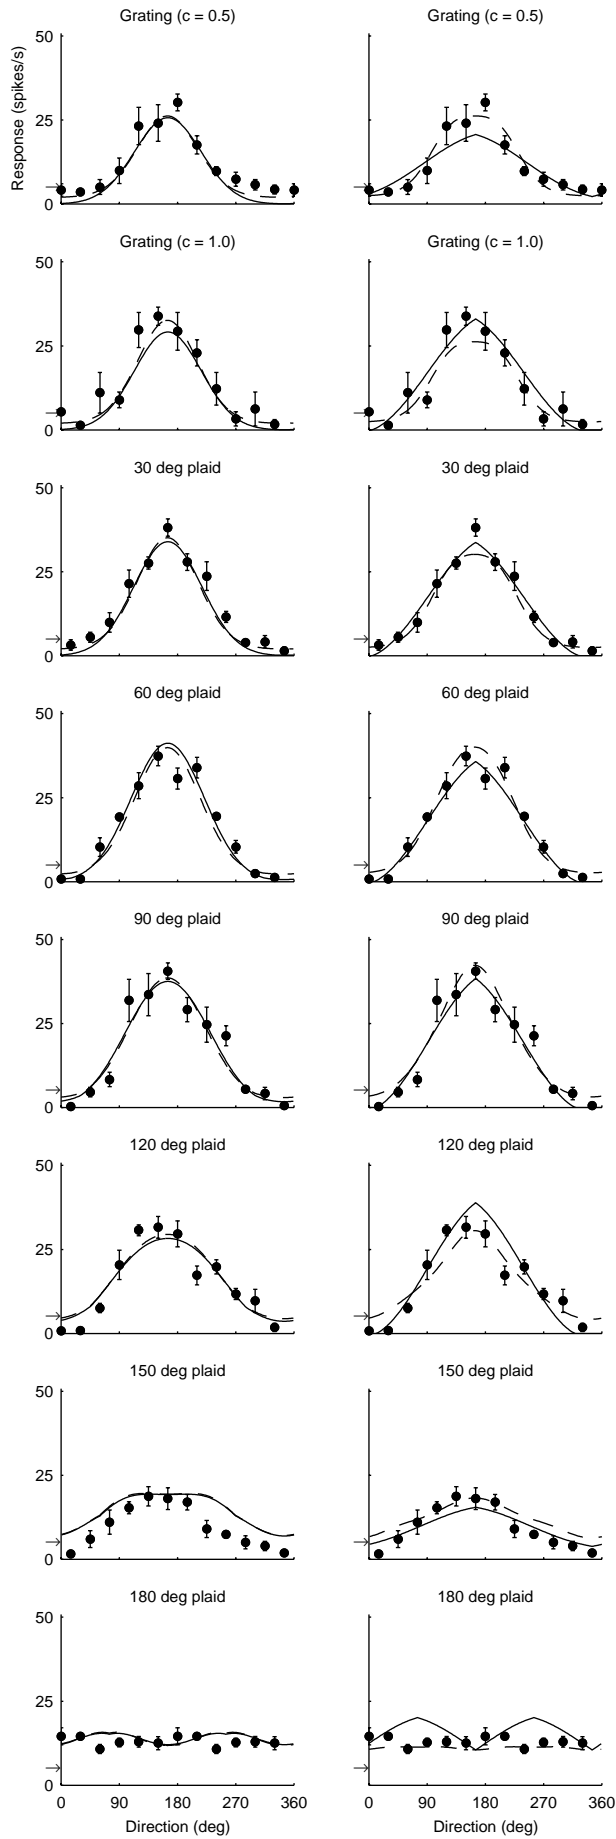 Grating (c = 0.5) Grating (c = 0.5)
50
25
0
Response (spikes/s)
Grating (c = 1.0) Grating (c = 1.0)
50
25
0
30 deg plaid 30 deg plaid
50
25
0
60 deg plaid 60 deg plaid
50
25
0
90 deg plaid 90 deg plaid
50
25
0
120 deg plaid 120 deg plaid
50
25
0
150 deg plaid 150 deg plaid
50
25
0
180 deg plaid 180 deg plaid
50
25
0
0 90 180 270 360 0 90 180 270 360
Direction (deg) Direction (deg)